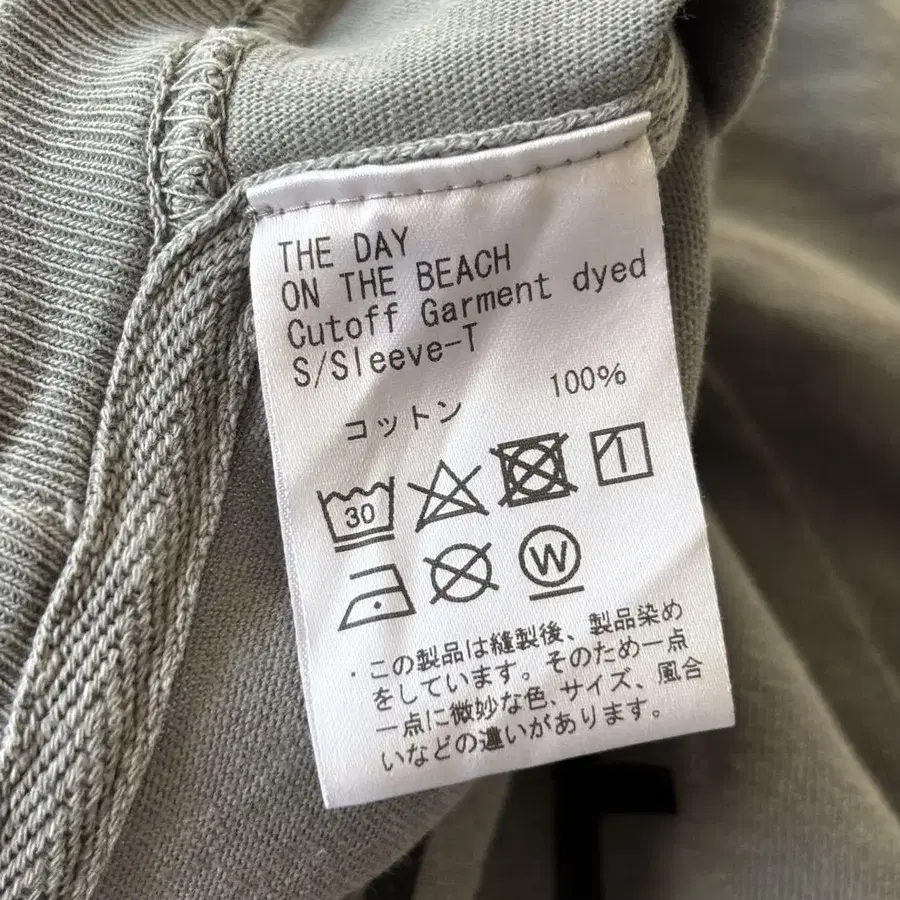 THE DAY
ON THE BEACH
Cutoff Garment dyed
S/Sleeve-T
コットン 100%
30
W
・この製品は縫製後、製品染め
をしています。そのため一点
一点に微妙な色、サイズ、風合
いなどの違いがあります。